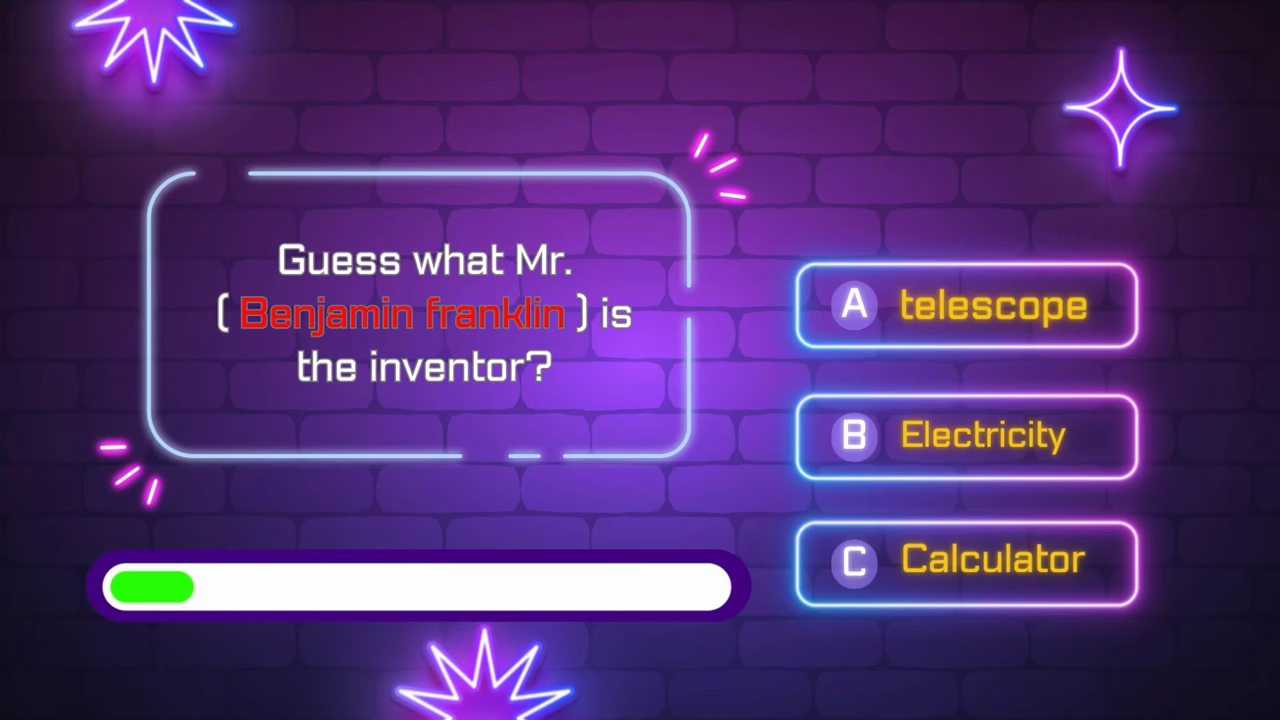 Guess what Mr.
( Benjamin franklin ) is
the inventor?
A telescope
B Electricity
C Calculator